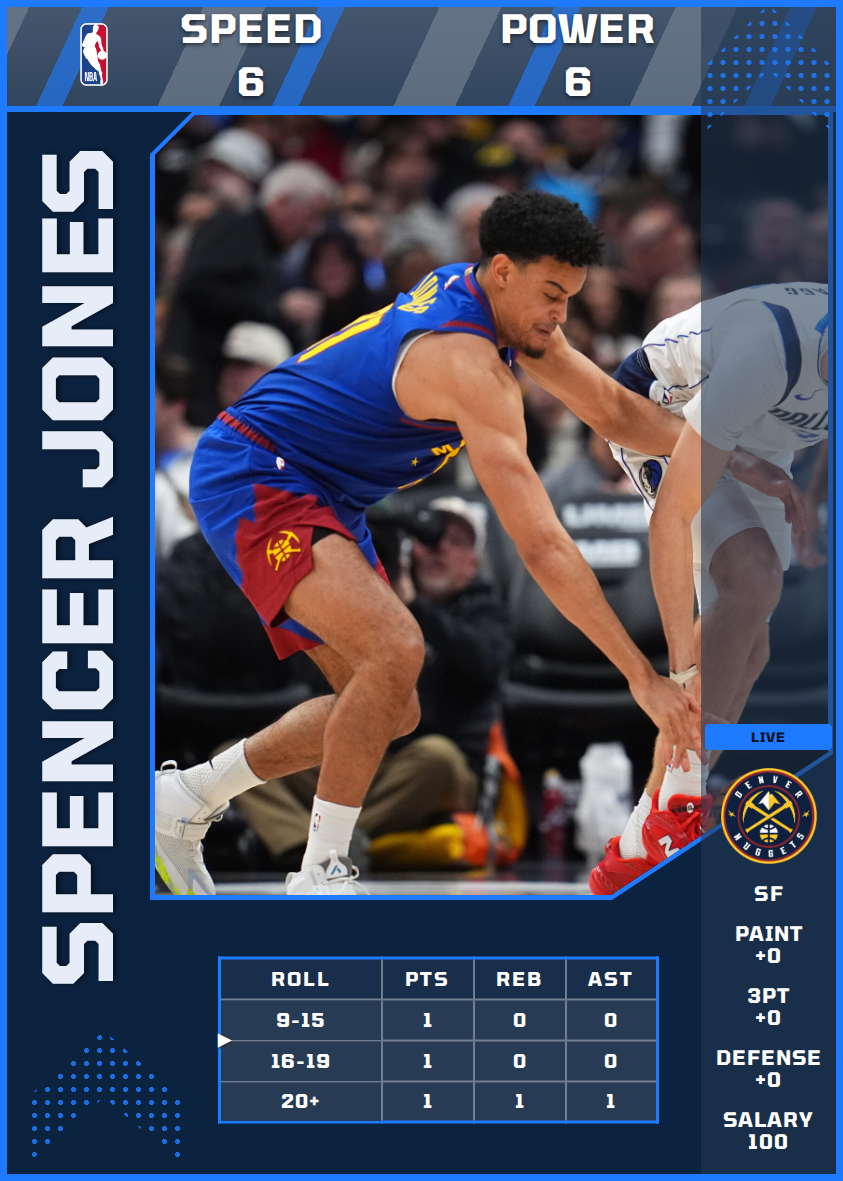 SPEED
6
POWER
6
NBA
SPENCER JONES
LIVE
DENVER
NUGGETS
SF
PAINT
+0
3PT
+0
DEFENSE
+0
SALARY
100
ROLL PTS REB AST
9-15 1 0 0
16-19 1 0 0
20+ 1 1 1